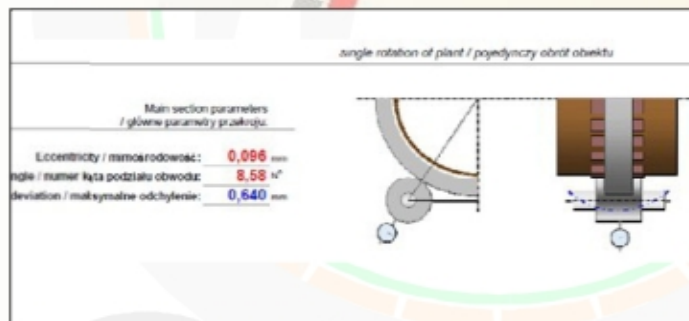 single rotation of plant / pojedynczy obrót obiektu
Main section parameters
/ główne parametry przekroju:
Eccentricity / mimośrodowość: 0,096 mm
ngle / numer kąta podziału obwodu: 8,58 N°
deviation / maksymalne odchylenie: 0,640 mm